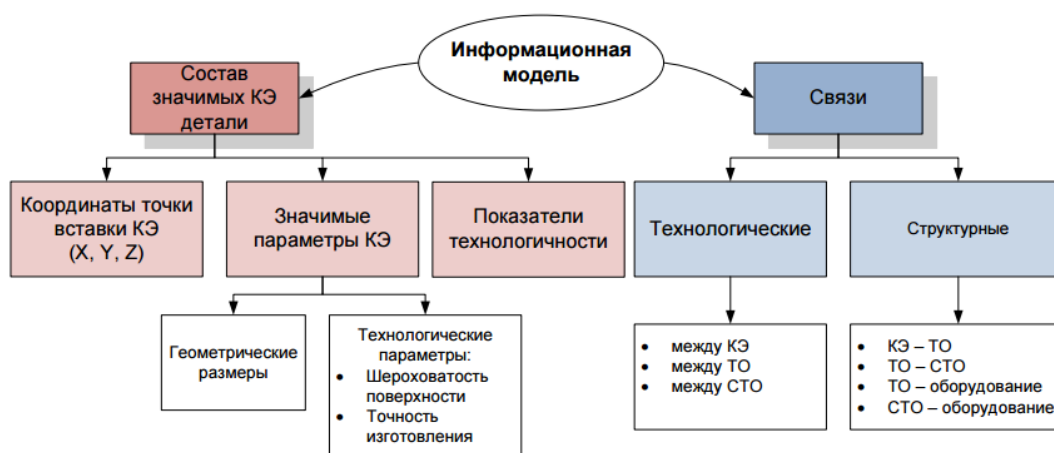 Информационная
модель
Состав
значимых КЭ
детали
Связи
Координаты точки
вставки КЭ
(X, Y, Z)
Значимые
параметры КЭ
Показатели
технологичности
Технологические
Структурные
Геометрические
размеры
Технологические
параметры:
• Шероховатость
поверхности
• Точность
изготовления
• между КЭ
• между ТО
• между СТО
• КЭ – ТО
• ТО – СТО
• ТО – оборудование
• СТО – оборудование